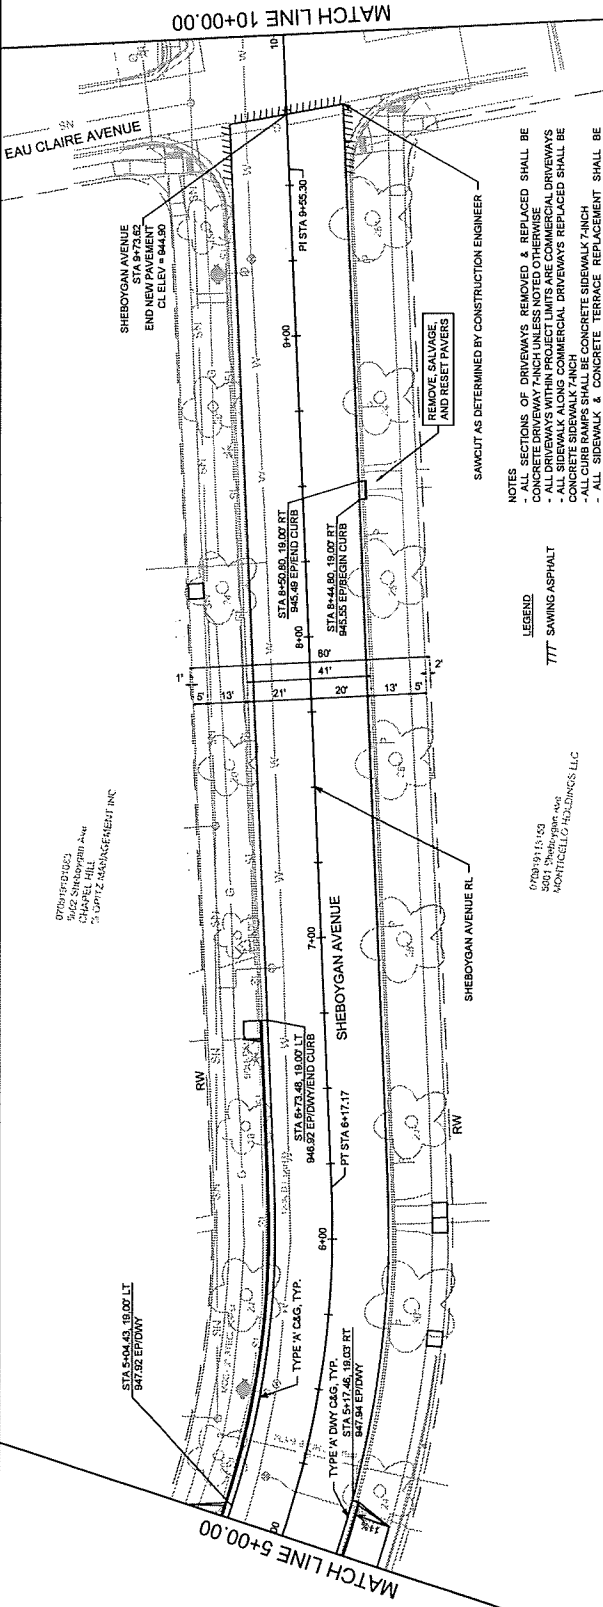 MATCH LINE 10+00.00
EAU CLAIRE AVENUE
10
SHEBOYGAN AVENUE
STA 9+73.62
END NEW PAVEMENT
CL ELEV = 944.90
PI STA 9+55.30
9+00
SAWCUT AS DETERMINED BY CONSTRUCTION ENGINEER
REMOVE, SALVAGE,
AND RESET PAVERS
STA 8+50.80, 19.00' RT
945.49 EP/END CURB
STA 8+44.80, 19.00' RT
945.55 EP/BEGIN CURB
8+00
1'
60'
41'
2'
5'
13'
21'
20'
13'
5'
NOTES
- ALL SECTIONS OF DRIVEWAYS REMOVED & REPLACED SHALL BE
CONCRETE DRIVEWAY 7-INCH UNLESS NOTED OTHERWISE
- ALL DRIVEWAYS WITHIN PROJECT LIMITS ARE COMMERCIAL DRIVEWAYS
- ALL SIDEWALK ALONG COMMERCIAL DRIVEWAYS REPLACED SHALL BE
CONCRETE SIDEWALK 7-INCH
- ALL CURB RAMPS SHALL BE CONCRETE SIDEWALK 7-INCH
- ALL SIDEWALK & CONCRETE TERRACE REPLACEMENT SHALL BE
LEGEND
SAWING ASPHALT
Sheboygan Ave
CHAPEL HILL
MANAGEMENT INC
5001 Sheboygan Ave
MONTICELLO HOLDINGS LLC
SHEBOYGAN AVENUE RL
7+00
SHEBOYGAN AVENUE
RW
STA 6+73.48, 19.00' LT
946.92 EP/DWY/END CURB
PT STA 6+17.17
RW
6+00
STA 5+04.43, 19.00' LT
947.92 EP/DWY
TYPE 'A' C&G, TYP.
TYPE 'A' DWY C&G, TYP.
STA 5+17.46, 19.03' RT
947.94 EP/DWY
MATCH LINE 5+00.00